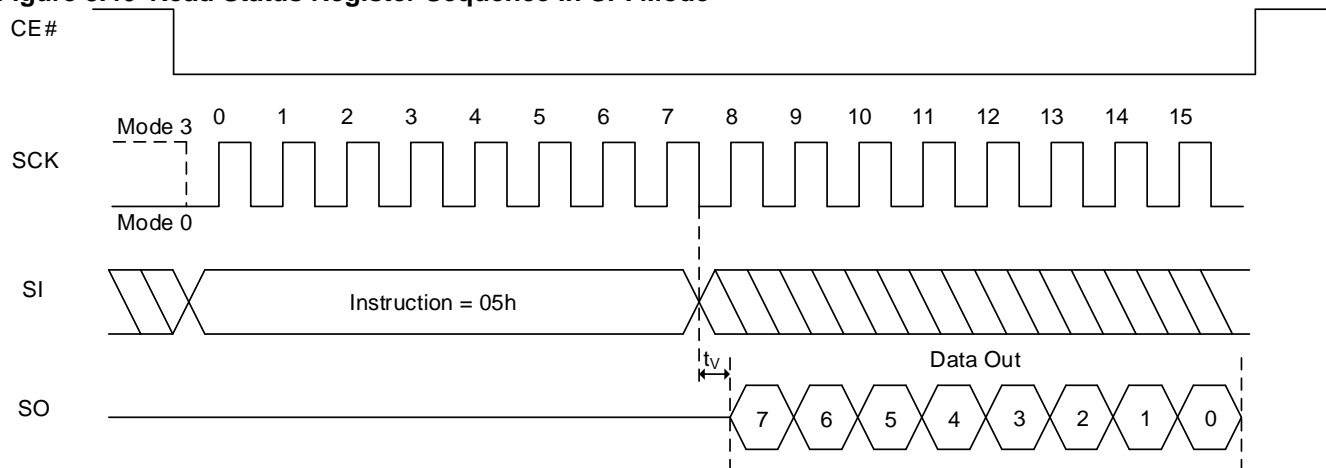 CE#
0 1 2 3 4 5 6 7 8 9 10 11 12 13 14 15
Mode 3
SCK
Mode 0
SI
Instruction = 05h
tV
Data Out
SO
7 6 5 4 3 2 1 0